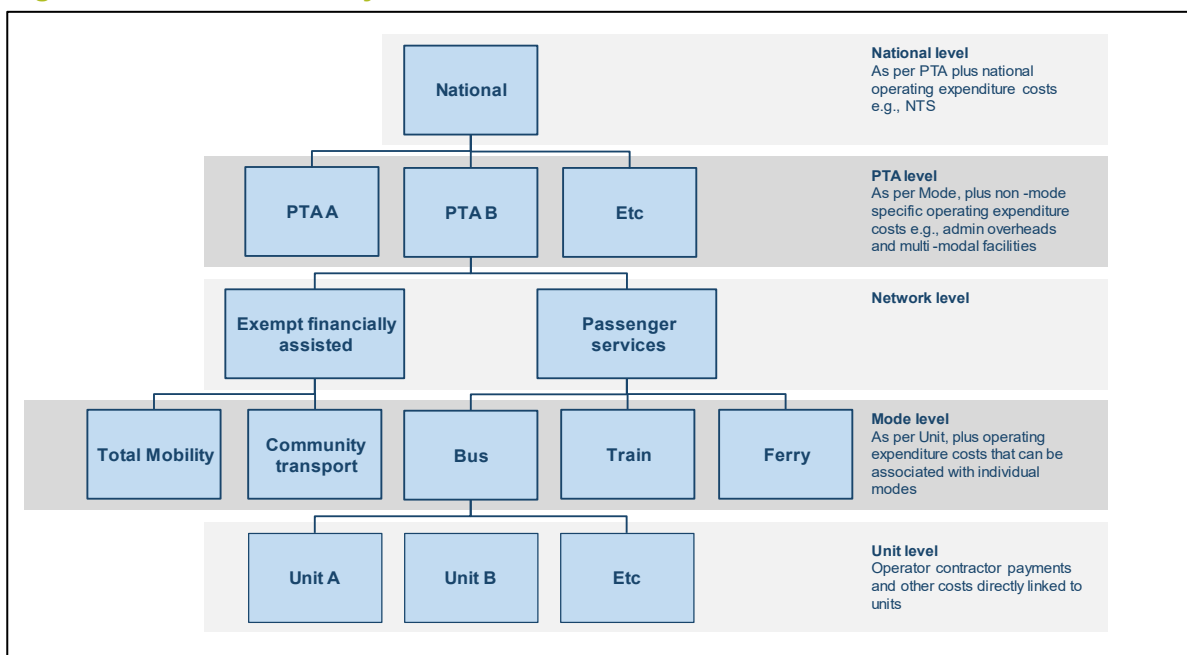 National
National level
As per PTA plus national
operating expenditure costs
e.g., NTS
PTA A
PTA B
Etc
PTA level
As per Mode, plus non -mode
specific operating expenditure
costs e.g., admin overheads
and multi -modal facilities
Exempt financially
assisted
Passenger
services
Network level
Total Mobility
Community
transport
Bus
Train
Ferry
Mode level
As per Unit, plus operating
expenditure costs that can be
associated with individual
modes
Unit A
Unit B
Etc
Unit level
Operator contractor payments
and other costs directly linked to
units